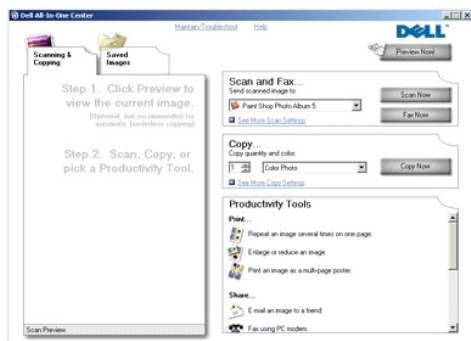 Dell All-In-One Center
Maintain/Troubleshoot Help
DELL
Preview Now
Scanning & Copying
Saved Images
Step 1. Click Preview to
view the current image.
(Optional, but recommended for
automatic borderless copying)
Step 2. Scan, Copy, or
pick a Productivity Tool.
Scan Preview
Scan and Fax...
Send scanned image to:
Paint Shop Photo Album 5
Scan Now
See More Scan Settings
Fax Now
Copy...
Copy quantity and color:
1 Color Photo
Copy Now
See More Copy Settings
Productivity Tools
Print...
Repeat an image several times on one page.
Enlarge or reduce an image.
Print an image as a multi-page poster.
Share...
E-mail an image to a friend.
Fax using PC modem.